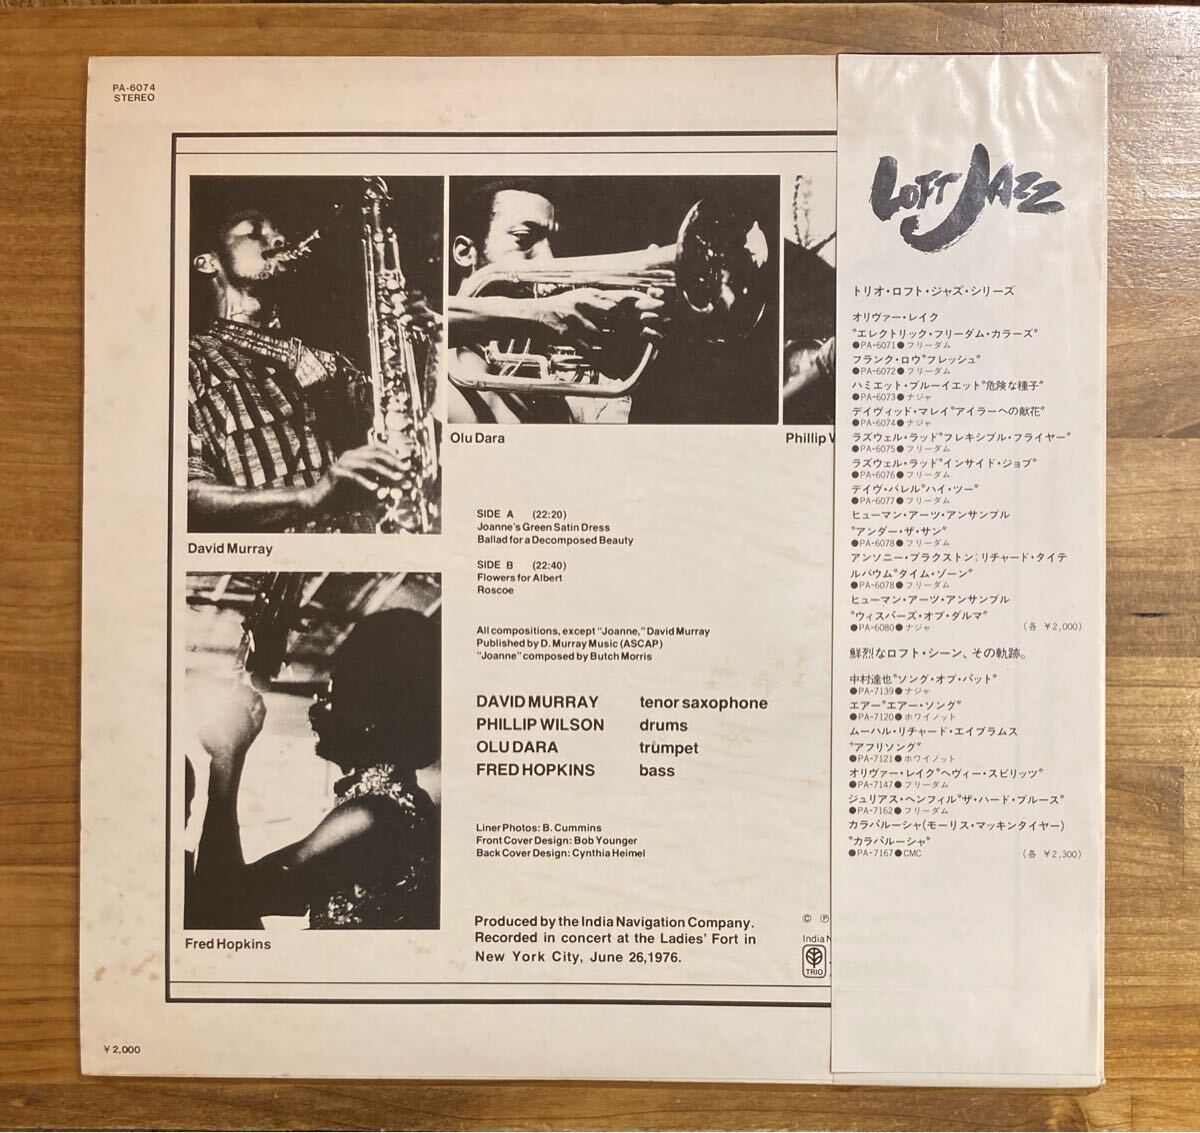 PA-6074
STEREO
David Murray
Olu Dara
Phillip
SIDE A (22:20)
Joanne's Green Satin Dress
Ballad for a Decomposed Beauty
SIDE B (22:40)
Flowers for Albert
Roscoe
All compositions, except "Joanne," David Murray
Published by D. Murray Music (ASCAP)
"Joanne" composed by Butch Morris
DAVID MURRAY tenor saxophone
PHILLIP WILSON drums
OLU DARA trumpet
FRED HOPKINS bass
Liner Photos: B. Cummins
Front Cover Design: Bob Younger
Back Cover Design: Cynthia Heimel
Fred Hopkins
Produced by the India Navigation Company.
Recorded in concert at the Ladies' Fort in
New York City, June 26,1976.
© ℗
India
TRIO
¥2,000
LOFT JAZZ
トリオ・ロフト・ジャズ・シリーズ
オリヴァー・レイク
"エレクトリック・フリーダム・カラーズ"
●PA-6071●フリーダム
フランク・ロウ"フレッシュ"
●PA-6072●フリーダム
ハミエット・ブルーイエット"危険な種子"
●PA-6073●ナジャ
デイヴィッド・マレイ"アイラーへの献花"
●PA-6074●ナジャ
ラズウェル・ラッド"フレキシブル・フライヤー"
●PA-6075●フリーダム
ラズウェル・ラッド"インサイド・ジョブ"
●PA-6076●フリーダム
デイヴ・バレル"ハイ・ツー"
●PA-6077●フリーダム
ヒューマン・アーツ・アンサンブル
"アンダー・ザ・サン"
●PA-6078●フリーダム
アンソニー・ブラクストン:リチャード・タイテ
ルバウム"タイム・ゾーン"
●PA-6078●フリーダム
ヒューマン・アーツ・アンサンブル
"ウィスパーズ・オブ・ダルマ"
●PA-6080●ナジャ (各 ¥2,000)
鮮烈なロフト・シーン、その軌跡。
中村達也"ソング・オブ・パット"
●PA-7139●ナジャ
エアー"エアー・ソング"
●PA-7120●ホワイノット
ムーハル・リチャード・エイブラムス
"アフリソング"
●PA-7121●ホワイノット
オリヴァー・レイク"ヘヴィー・スピリッツ"
●PA-7147●フリーダム
ジュリアス・ヘンフィル"ザ・ハード・ブルース"
●PA-7162●フリーダム
カラパルーシャ(モーリス・マッキンタイヤー)
"カラパルーシャ"
●PA-7167●CMC (各 ¥2,300)